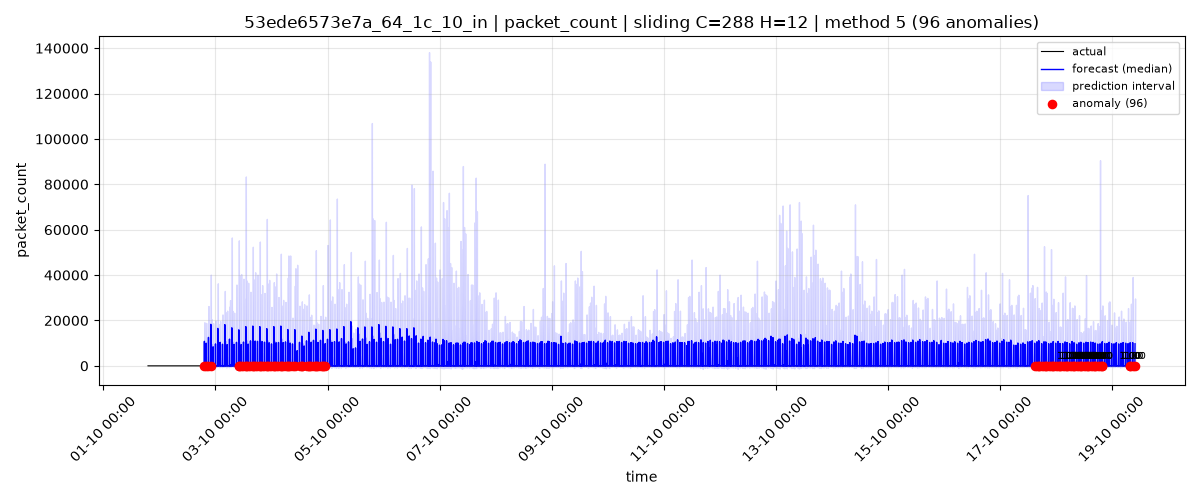 53ede6573e7a_64_1c_10_in | packet_count | sliding C=288 H=12 | method 5 (96 anomalies)
actual
forecast (median)
prediction interval
anomaly (96)
140000
120000
100000
80000
60000
40000
20000
0
packet_count
01-10 00:00
03-10 00:00
05-10 00:00
07-10 00:00
09-10 00:00
11-10 00:00
13-10 00:00
15-10 00:00
17-10 00:00
19-10 00:00
time